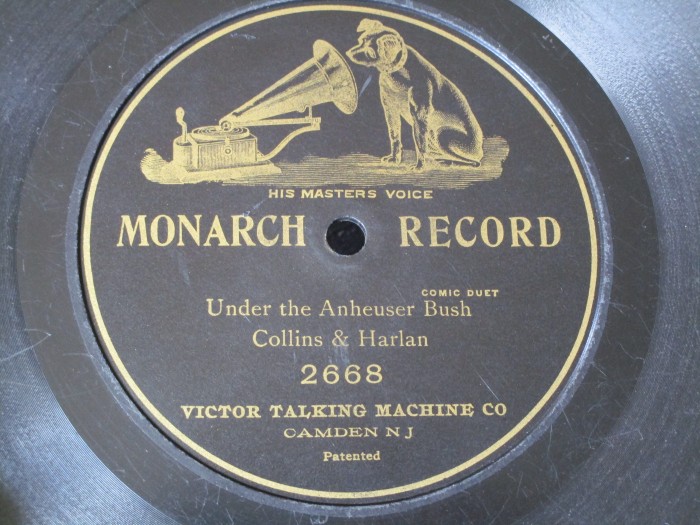 HIS MASTERS VOICE
MONARCH RECORD
COMIC DUET
Under the Anheuser Bush
Collins & Harlan
2668
VICTOR TALKING MACHINE CO
CAMDEN N J
Patented